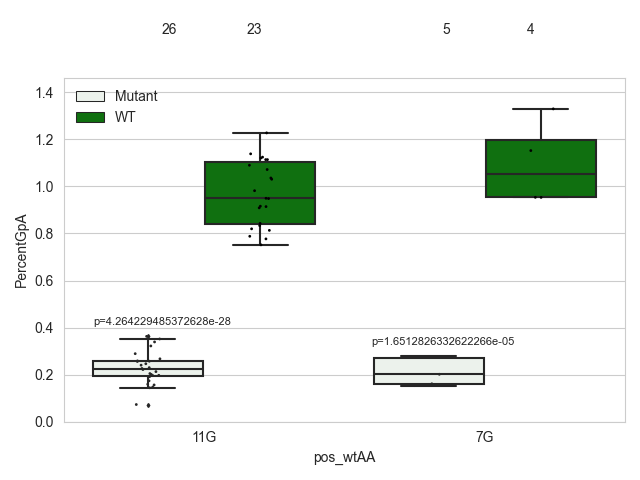 26 23 5 4
1.4
Mutant
WT
1.2
1.0
0.8
0.6
0.4
0.2
0.0
PercentGpA
p=4.264229485372628e-28
p=1.6512826332622266e-05
11G 7G
pos_wtAA